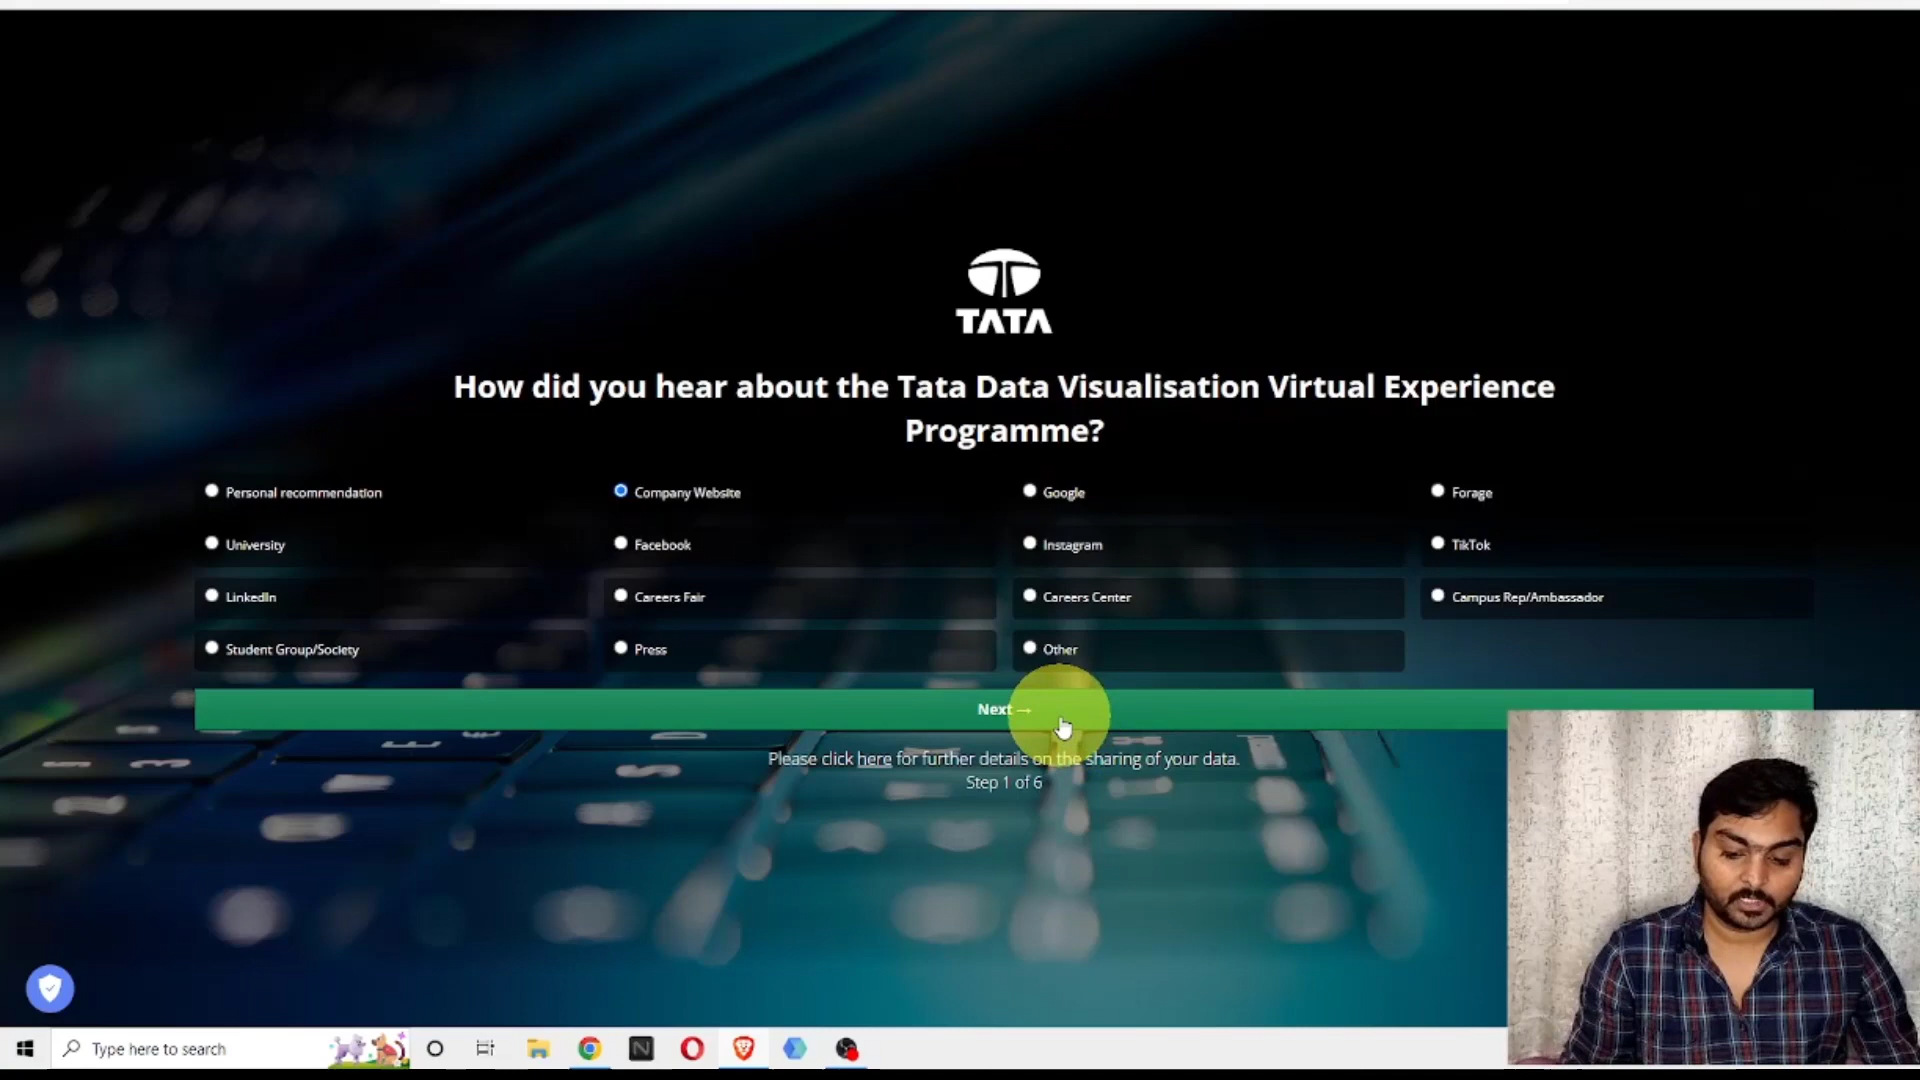 TATA
How did you hear about the Tata Data Visualisation Virtual Experience
Programme?
Personal recommendation
Company Website
Google
Forage
University
Facebook
Instagram
TikTok
LinkedIn
Careers Fair
Careers Center
Campus Rep/Ambassador
Student Group/Society
Press
Other
Next →
Please click here for further details on the sharing of your data.
Step 1 of 6
Type here to search